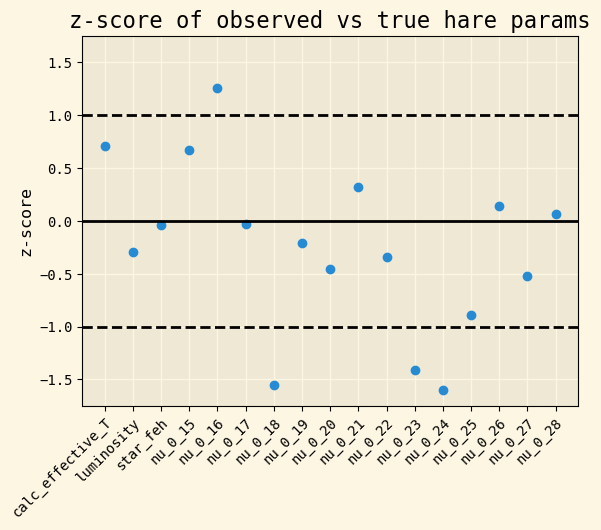 z-score of observed vs true hare params
z-score
1.5
1.0
0.5
0.0
−0.5
−1.0
−1.5
calc_effective_T
luminosity
star_feh
nu_0_15
nu_0_16
nu_0_17
nu_0_18
nu_0_19
nu_0_20
nu_0_21
nu_0_22
nu_0_23
nu_0_24
nu_0_25
nu_0_26
nu_0_27
nu_0_28